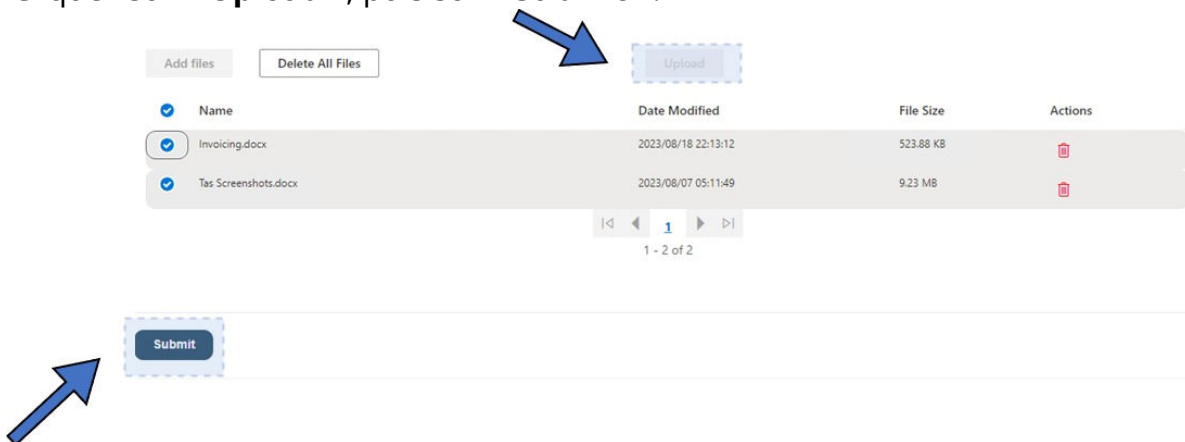 Add files Delete All Files Upload
Name Date Modified File Size Actions
Invoicing.docx 2023/08/18 22:13:12 523.88 KB
Tas Screenshots.docx 2023/08/07 05:11:49 9.23 MB
1
1 - 2 of 2
Submit